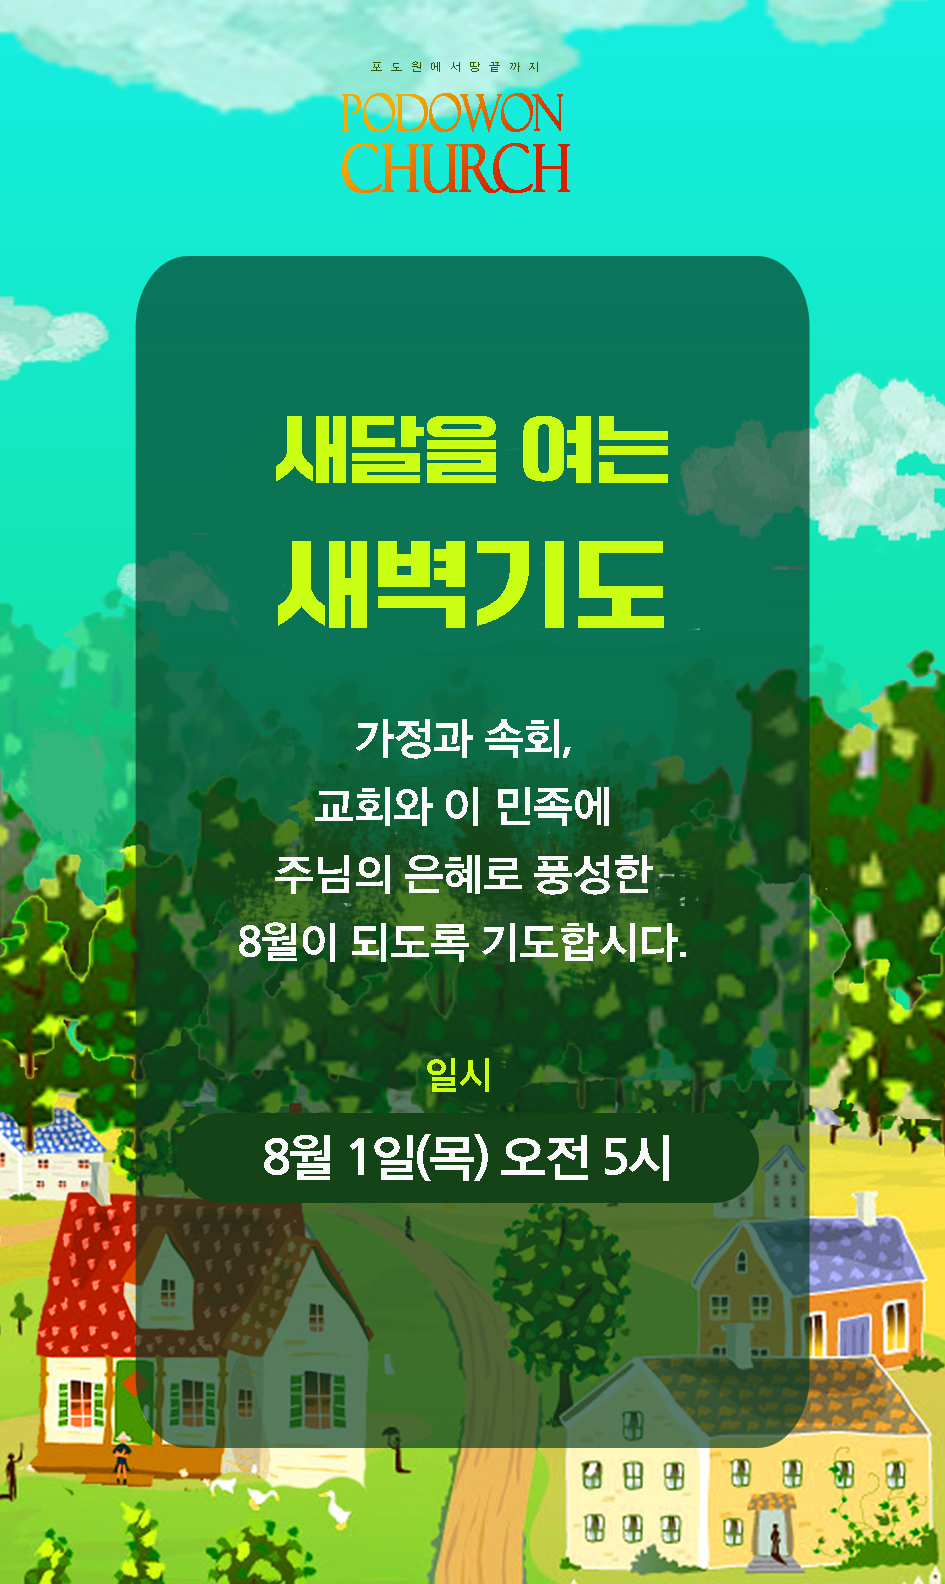 포도원에서땅끝까지
PODOWON
CHURCH
새달을 여는
새벽기도
가정과 속회,
교회와 이 민족에
주님의 은혜로 풍성한
8월이 되도록 기도합시다.
일시
8월 1일(목) 오전 5시